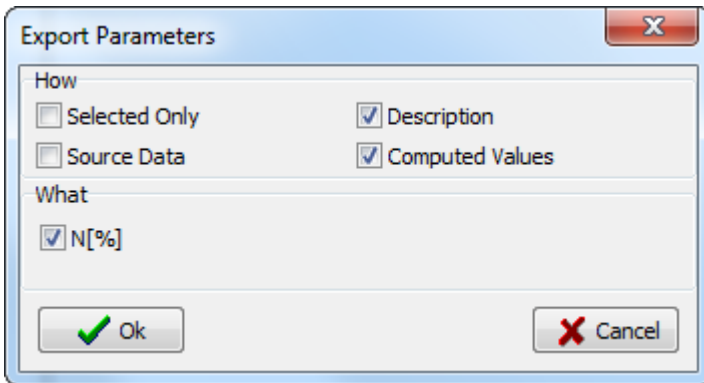 Export Parameters
How
Selected Only
Description
Source Data
Computed Values
What
N[%]
Ok
Cancel